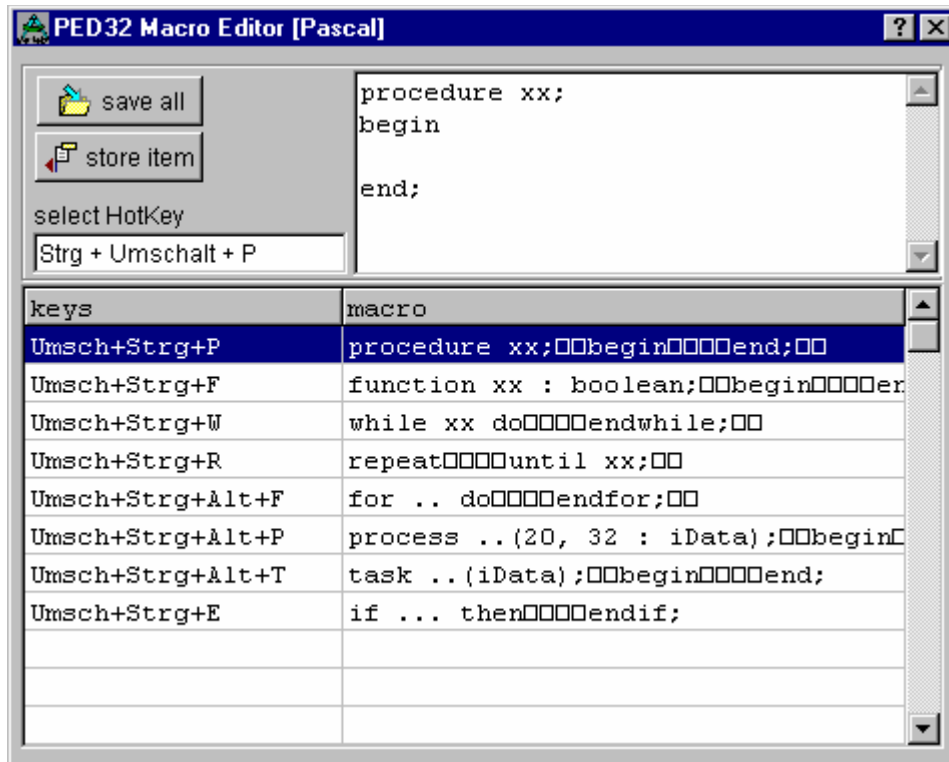 PED32 Macro Editor [Pascal]
save all
store item
select HotKey
Strg + Umschalt + P
procedure xx;
begin
end;
keys macro
Umsch+Strg+P procedure xx;□□begin□□□□end;□□
Umsch+Strg+F function xx : boolean;□□begin□□□□en
Umsch+Strg+W while xx do□□□□endwhile;□□
Umsch+Strg+R repeat□□□□until xx;□□
Umsch+Strg+Alt+F for .. do□□□□endfor;□□
Umsch+Strg+Alt+P process ..(20, 32 : iData);□□begin□
Umsch+Strg+Alt+T task ..(iData);□□begin□□□□end;
Umsch+Strg+E if ... then□□□□endif;